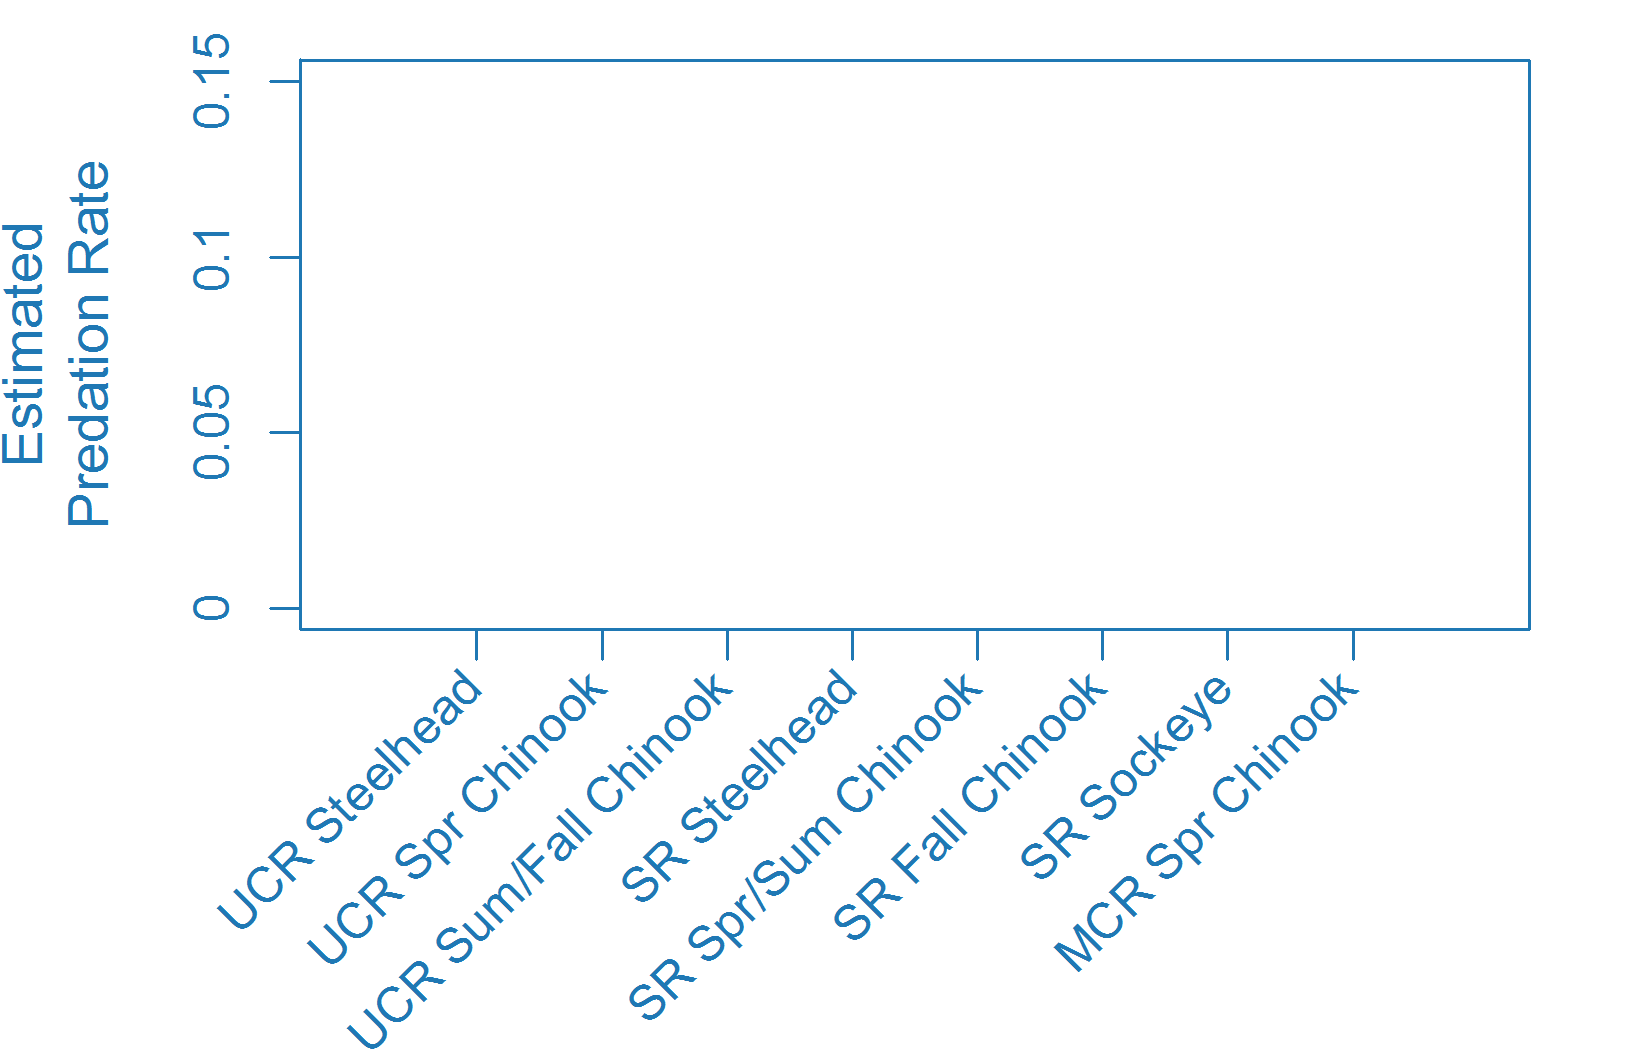 Estimated
Predation Rate
0.15
0.1
0.05
0
UCR Steelhead
UCR Spr Chinook
UCR Sum/Fall Chinook
SR Steelhead
SR Spr/Sum Chinook
SR Fall Chinook
SR Sockeye
MCR Spr Chinook